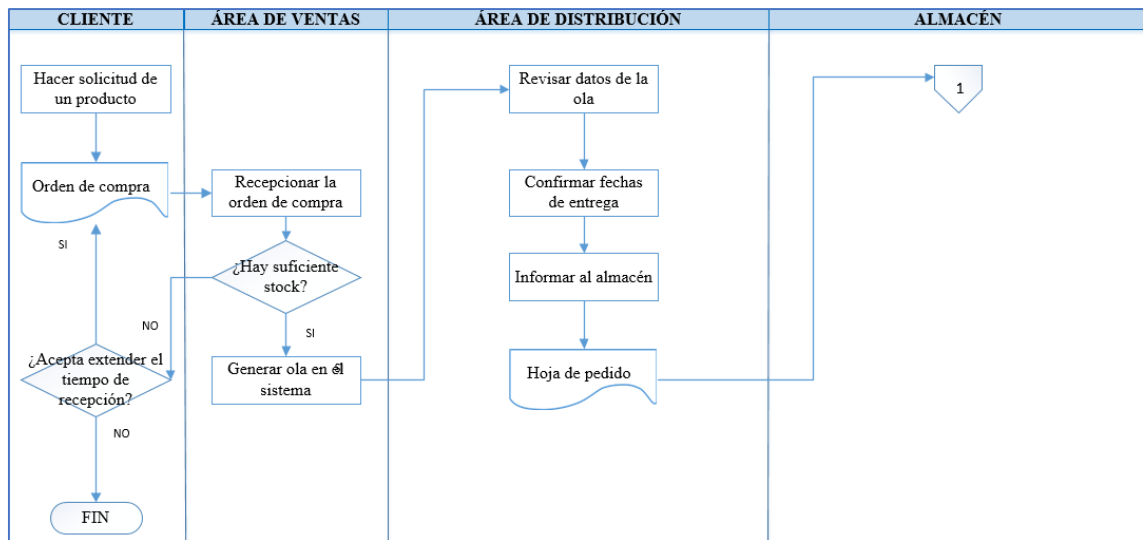 CLIENTE
ÁREA DE VENTAS
ÁREA DE DISTRIBUCIÓN
ALMACÉN
Hacer solicitud de
un producto
Orden de compra
SI
¿Acepta extender el
tiempo de
recepción?
NO
FIN
Recepcionar la
orden de compra
¿Hay suficiente
stock?
NO
SI
Generar ola en el
sistema
Revisar datos de la
ola
Confirmar fechas
de entrega
Informar al almacén
Hoja de pedido
1